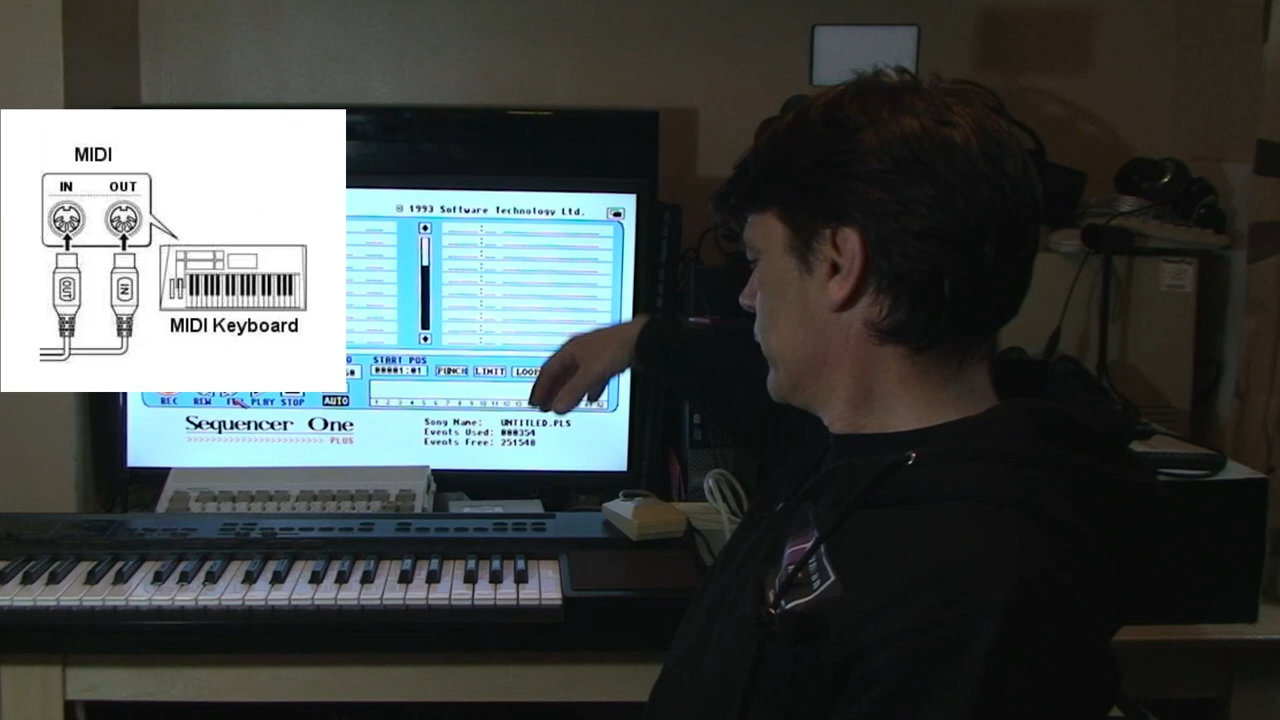 MIDI
IN OUT
OUT IN
MIDI Keyboard
© 1993 Software Technology Ltd.
START POS
00001:01 PUNCH LIMIT LOOP
REC REW PLAY STOP AUTO
Sequencer One
PLUS
Song Name: UNTITLED.PLS
Events Used: 000354
Events Free: 251540